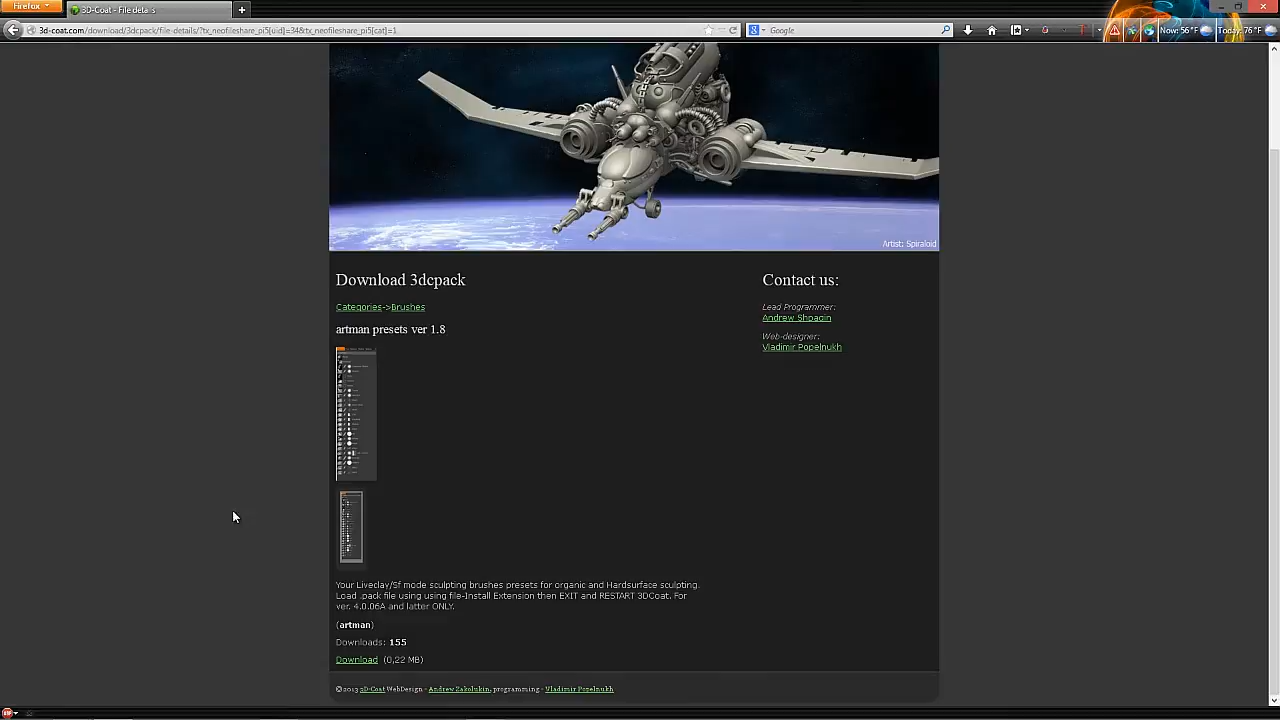 Firefox
3D-Coat - File details
3d-coat.com/download/3dcpack/file-details/?tx_neofileshare_pi5[uid]=34&tx_neofileshare_pi5[cat]=1
Google
Now: 56°F
Today: 76°F
Artist: Spiraloid
Download 3dcpack
Contact us:
Categories->Brushes
Lead Programmer:
Andrew Shpagin
artman presets ver 1.8
Web-designer:
Vladimir Popelnukh
Your Liveclay/Sf mode sculpting brushes presets for organic and Hardsurface sculpting.
Load .pack file using using file-Install Extension then EXIT and RESTART 3DCoat. For
ver. 4.0.06A and latter ONLY.
(artman)
Downloads: 155
Download (0,22 MB)
© 2013 3D-Coat WebDesign - Andrew Zakolukin, programming - Vladimir Popelnukh